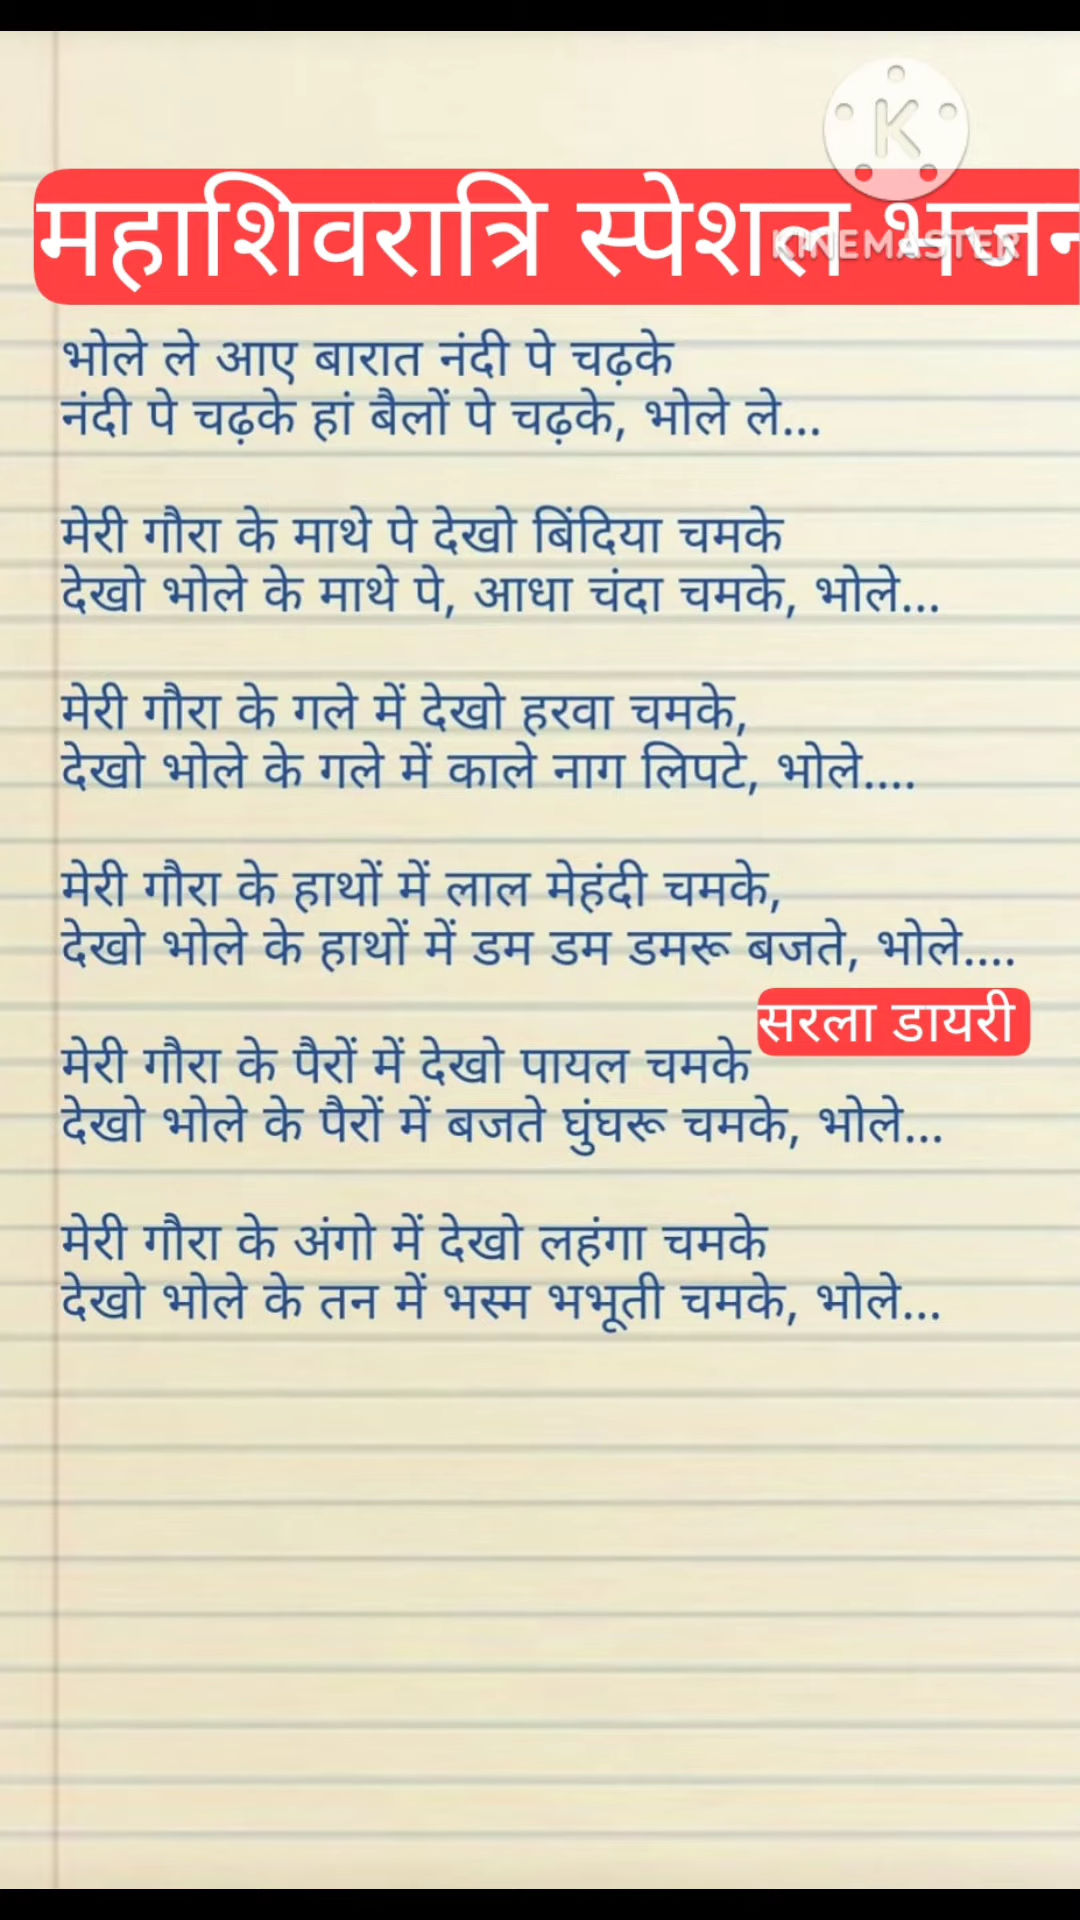 K
महाशिवरात्रि स्पेशल भजन
KINEMASTER
भोले ले आए बारात नंदी पे चढ़के
नंदी पे चढ़के हां बैलों पे चढ़के, भोले ले...
मेरी गौरा के माथे पे देखो बिंदिया चमके
देखो भोले के माथे पे, आधा चंदा चमके, भोले...
मेरी गौरा के गले में देखो हरवा चमके,
देखो भोले के गले में काले नाग लिपटे, भोले....
मेरी गौरा के हाथों में लाल मेहंदी चमके,
देखो भोले के हाथों में डम डम डमरू बजते, भोले....
सरला डायरी
मेरी गौरा के पैरों में देखो पायल चमके
देखो भोले के पैरों में बजते घुंघरू चमके, भोले...
मेरी गौरा के अंगो में देखो लहंगा चमके
देखो भोले के तन में भस्म भभूती चमके, भोले...